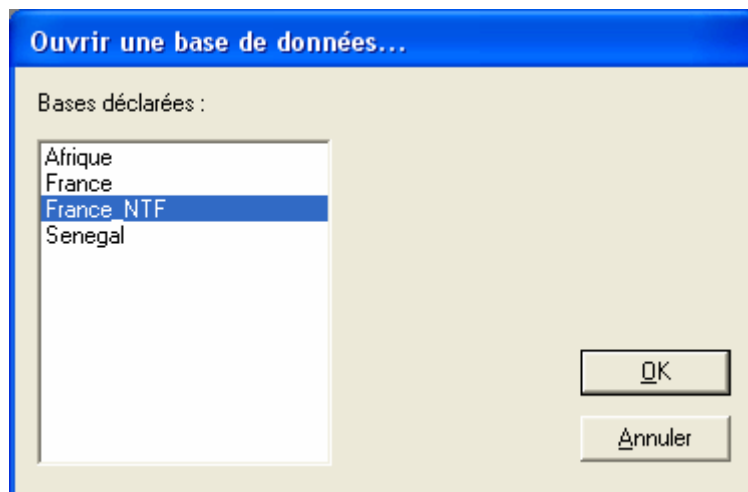 Ouvrir une base de données...
Bases déclarées :
Afrique
France
France_NTF
Senegal
OK
Annuler